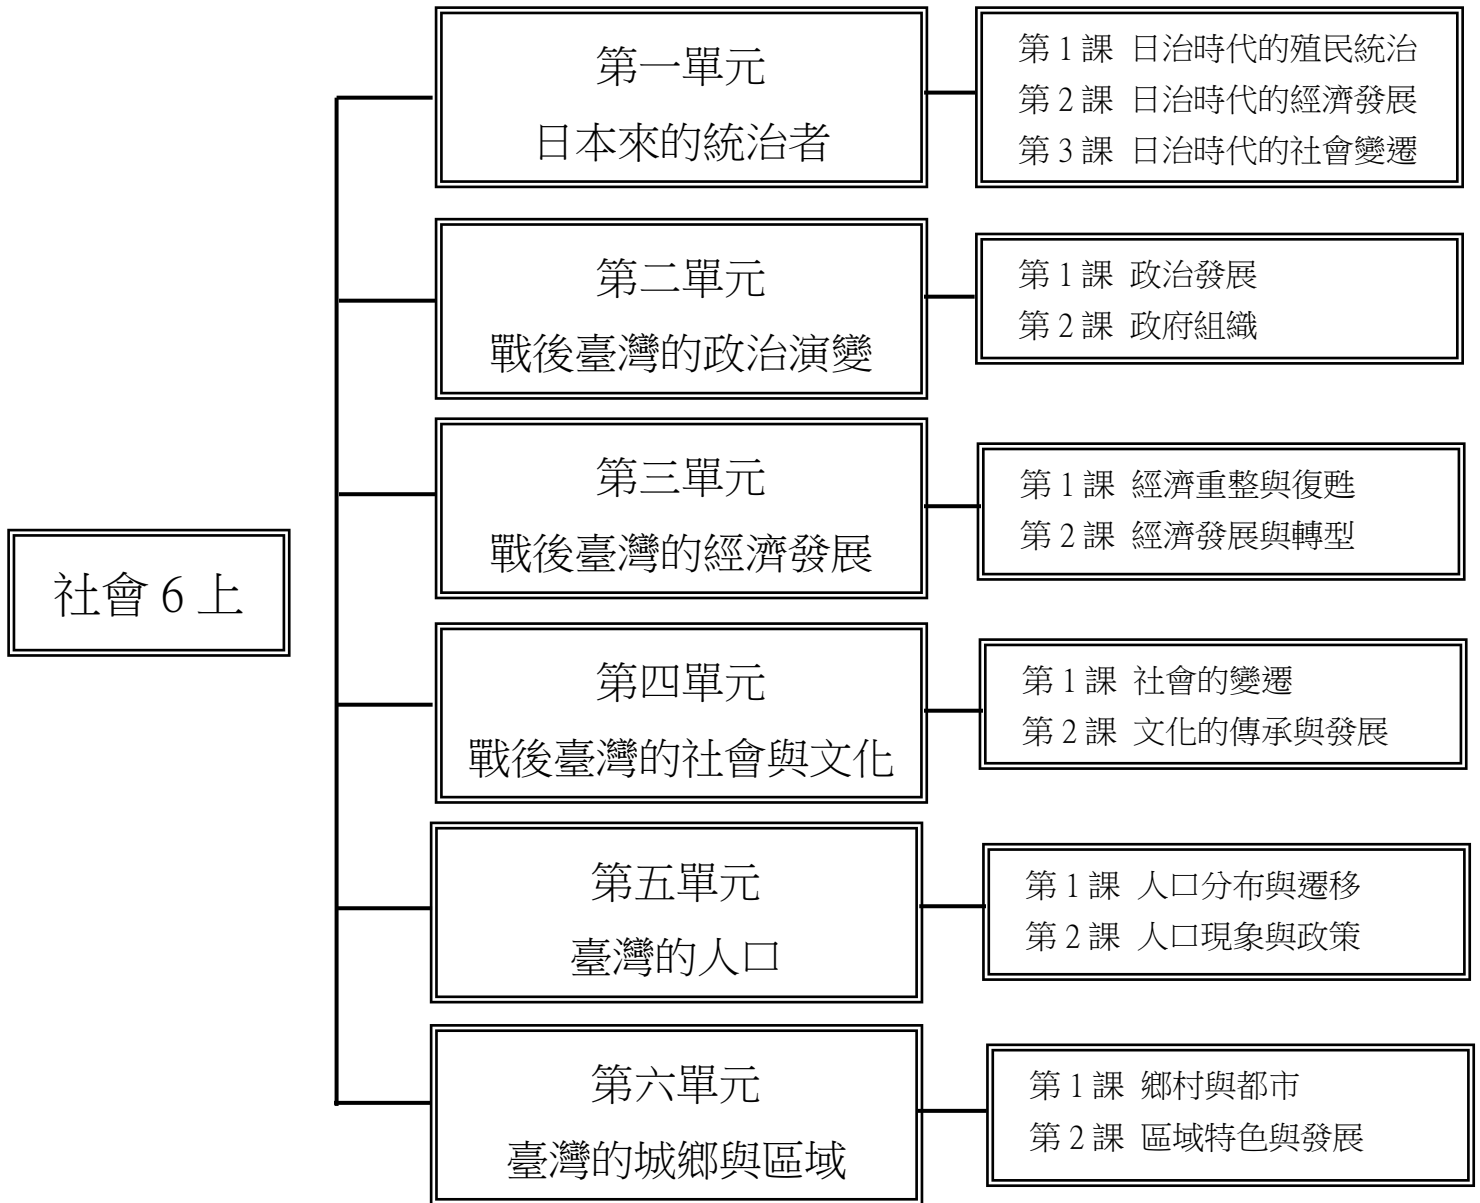 社會 6 上
第一單元
日本來的統治者
第 1 課 日治時代的殖民統治
第 2 課 日治時代的經濟發展
第 3 課 日治時代的社會變遷
第二單元
戰後臺灣的政治演變
第 1 課 政治發展
第 2 課 政府組織
第三單元
戰後臺灣的經濟發展
第 1 課 經濟重整與復甦
第 2 課 經濟發展與轉型
第四單元
戰後臺灣的社會與文化
第 1 課 社會的變遷
第 2 課 文化的傳承與發展
第五單元
臺灣的人口
第 1 課 人口分布與遷移
第 2 課 人口現象與政策
第六單元
臺灣的城鄉與區域
第 1 課 鄉村與都市
第 2 課 區域特色與發展